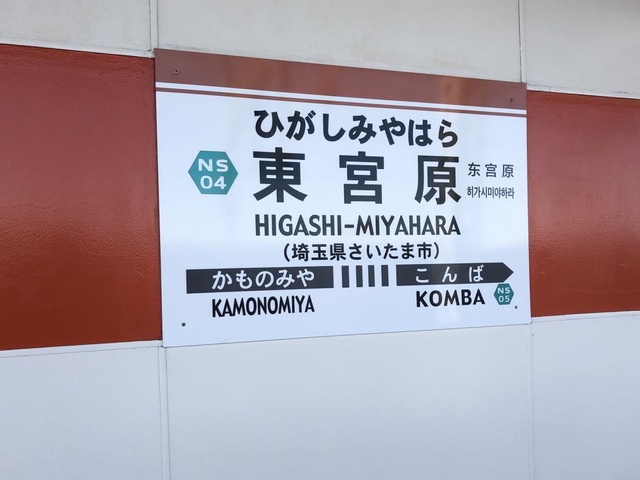 ひがしみやはら
NS
04
東宮原
东宫原
히가시미야하라
HIGASHI-MIYAHARA
(埼玉県さいたま市)
かものみや
こんば
KAMONOMIYA
KOMBA
NS
05